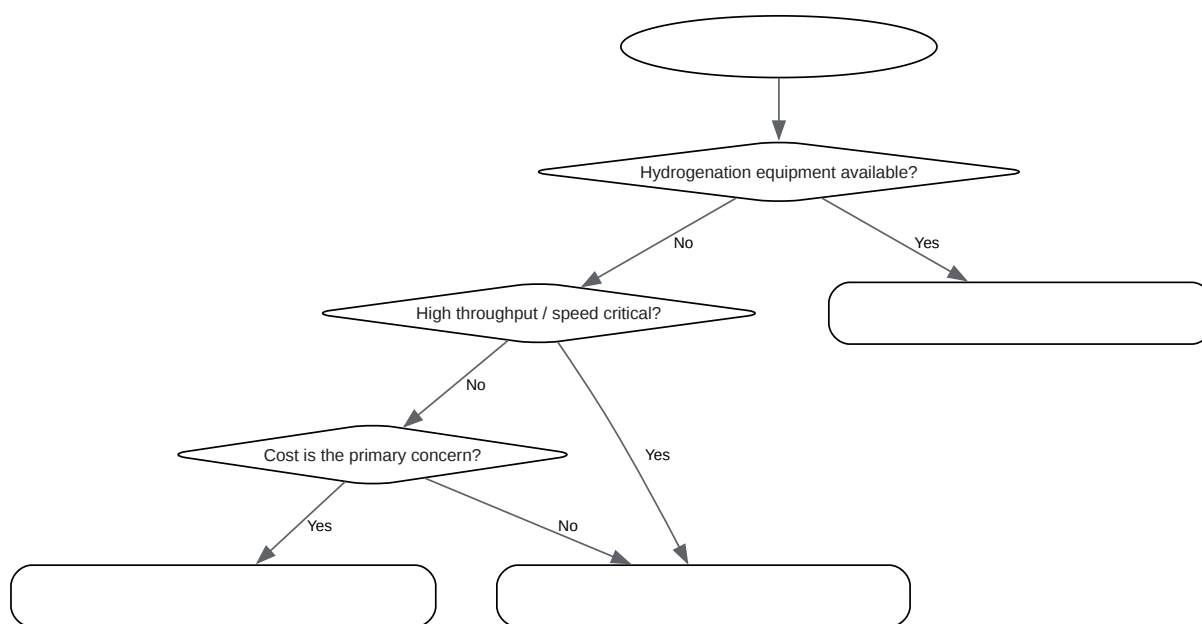 Hydrogenation equipment available?
No
Yes
High throughput / speed critical?
No
Cost is the primary concern?
Yes
Yes
No